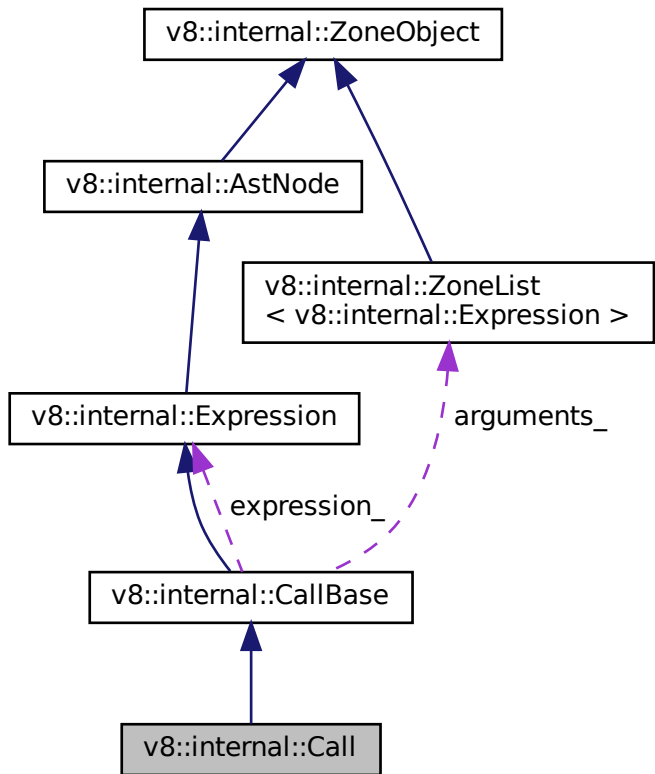 v8::internal::ZoneObject
v8::internal::AstNode
v8::internal::ZoneList
< v8::internal::Expression >
v8::internal::Expression
arguments_
expression_
v8::internal::CallBase
v8::internal::Call